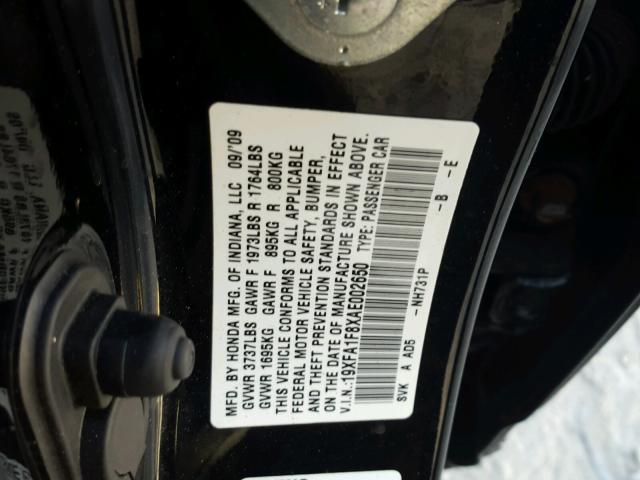 MFD. BY HONDA MFG. OF INDIANA, LLC 09/'09
GVWR 3737LBS GAWR F 1973LBS R 1764LBS
GVWR 1695KG GAWR F 895KG R 800KG
THIS VEHICLE CONFORMS TO ALL APPLICABLE
FEDERAL MOTOR VEHICLE SAFETY, BUMPER,
AND THEFT PREVENTION STANDARDS IN EFFECT
ON THE DATE OF MANUFACTURE SHOWN ABOVE.
V.I.N.:19XFA1F8XAE002650 TYPE: PASSENGER CAR
SVK A AD5 -NH731P -B -E